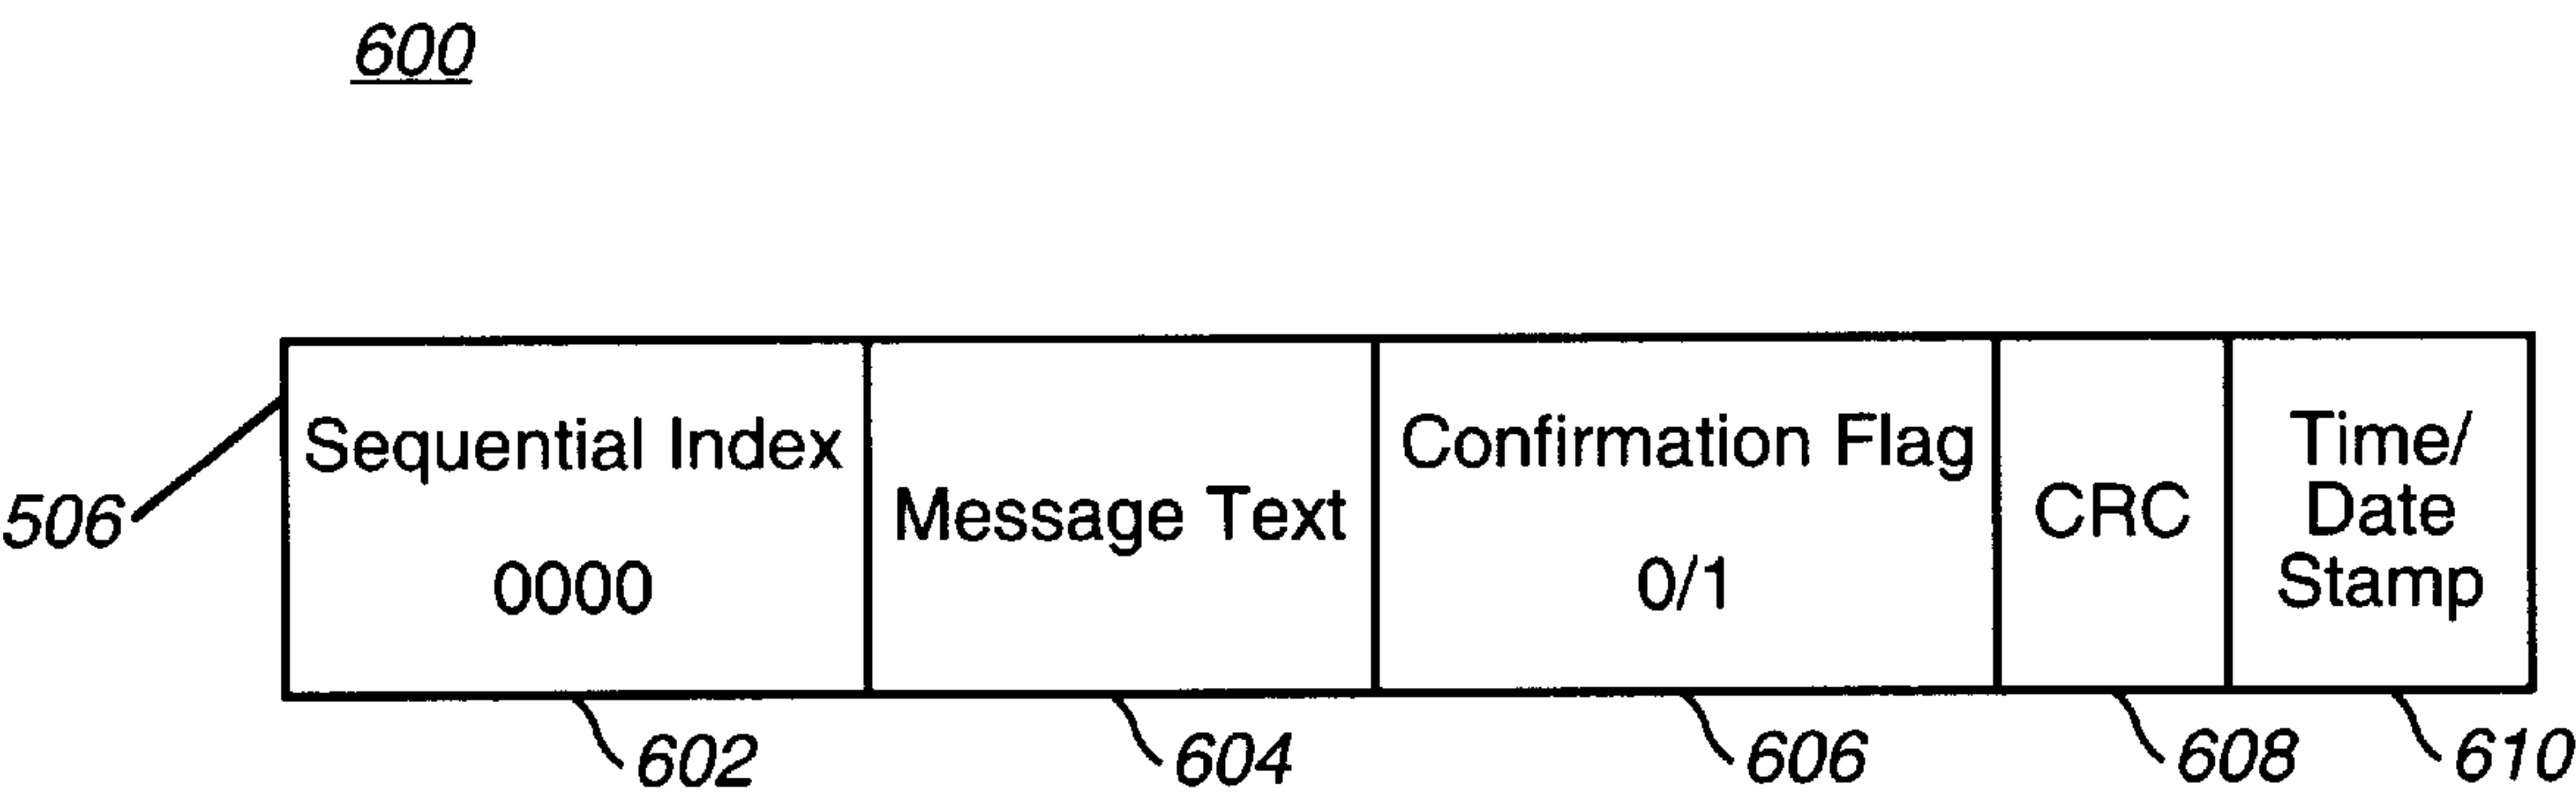 600
Sequential Index
0000
Message Text
Confirmation Flag
0/1
CRC
Time/
Date
Stamp
506
602
604
606
608
610